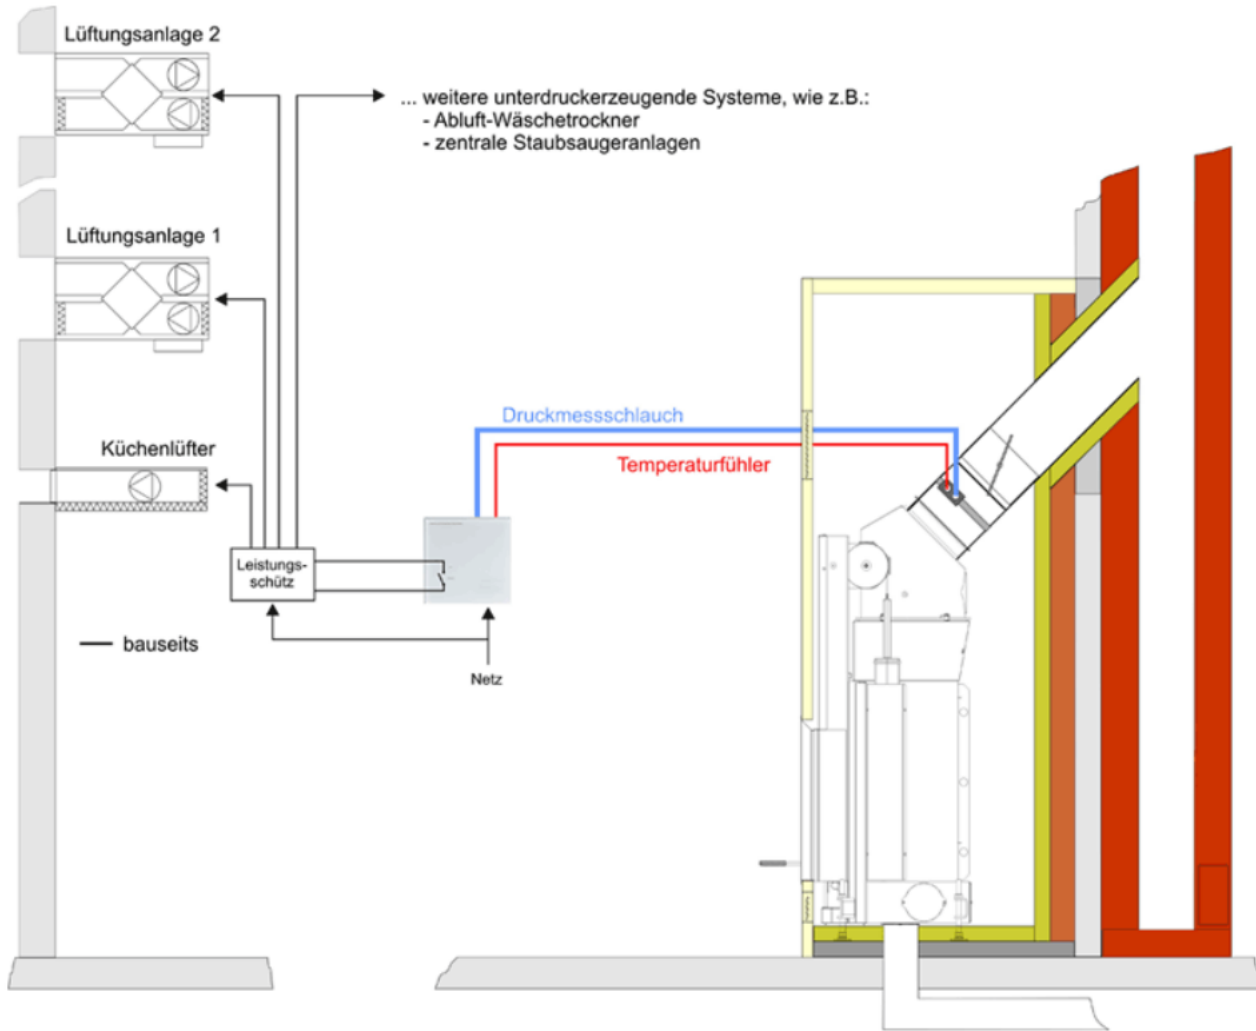 Lüftungsanlage 2
... weitere unterdruckerzeugende Systeme, wie z.B.:
- Abluft-Wäschetrockner
- zentrale Staubsaugeranlagen
Lüftungsanlage 1
Druckmessschlauch
Küchenlüfter
Temperaturfühler
Leistungs-
schütz
bauseits
Netz